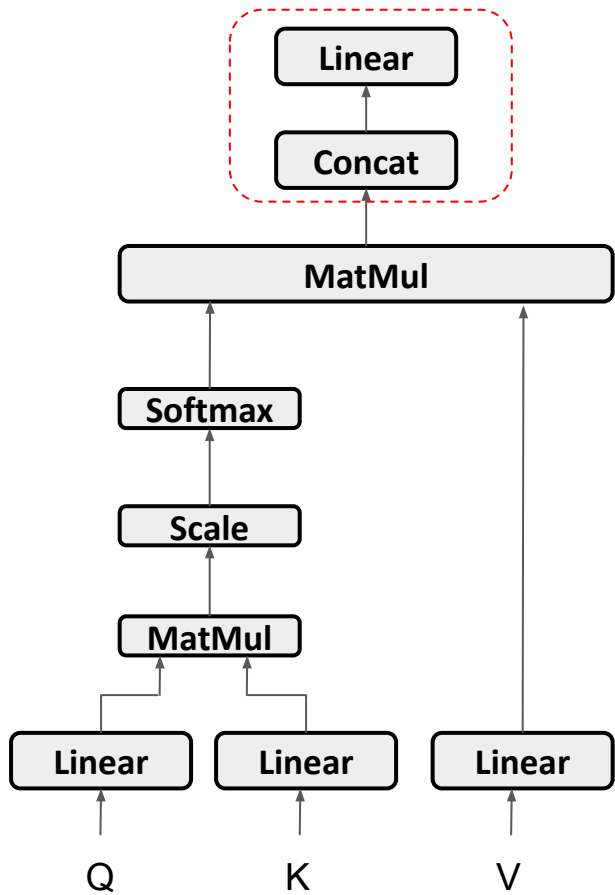 Linear
Concat
MatMul
Softmax
Scale
MatMul
Linear Linear Linear
Q K V